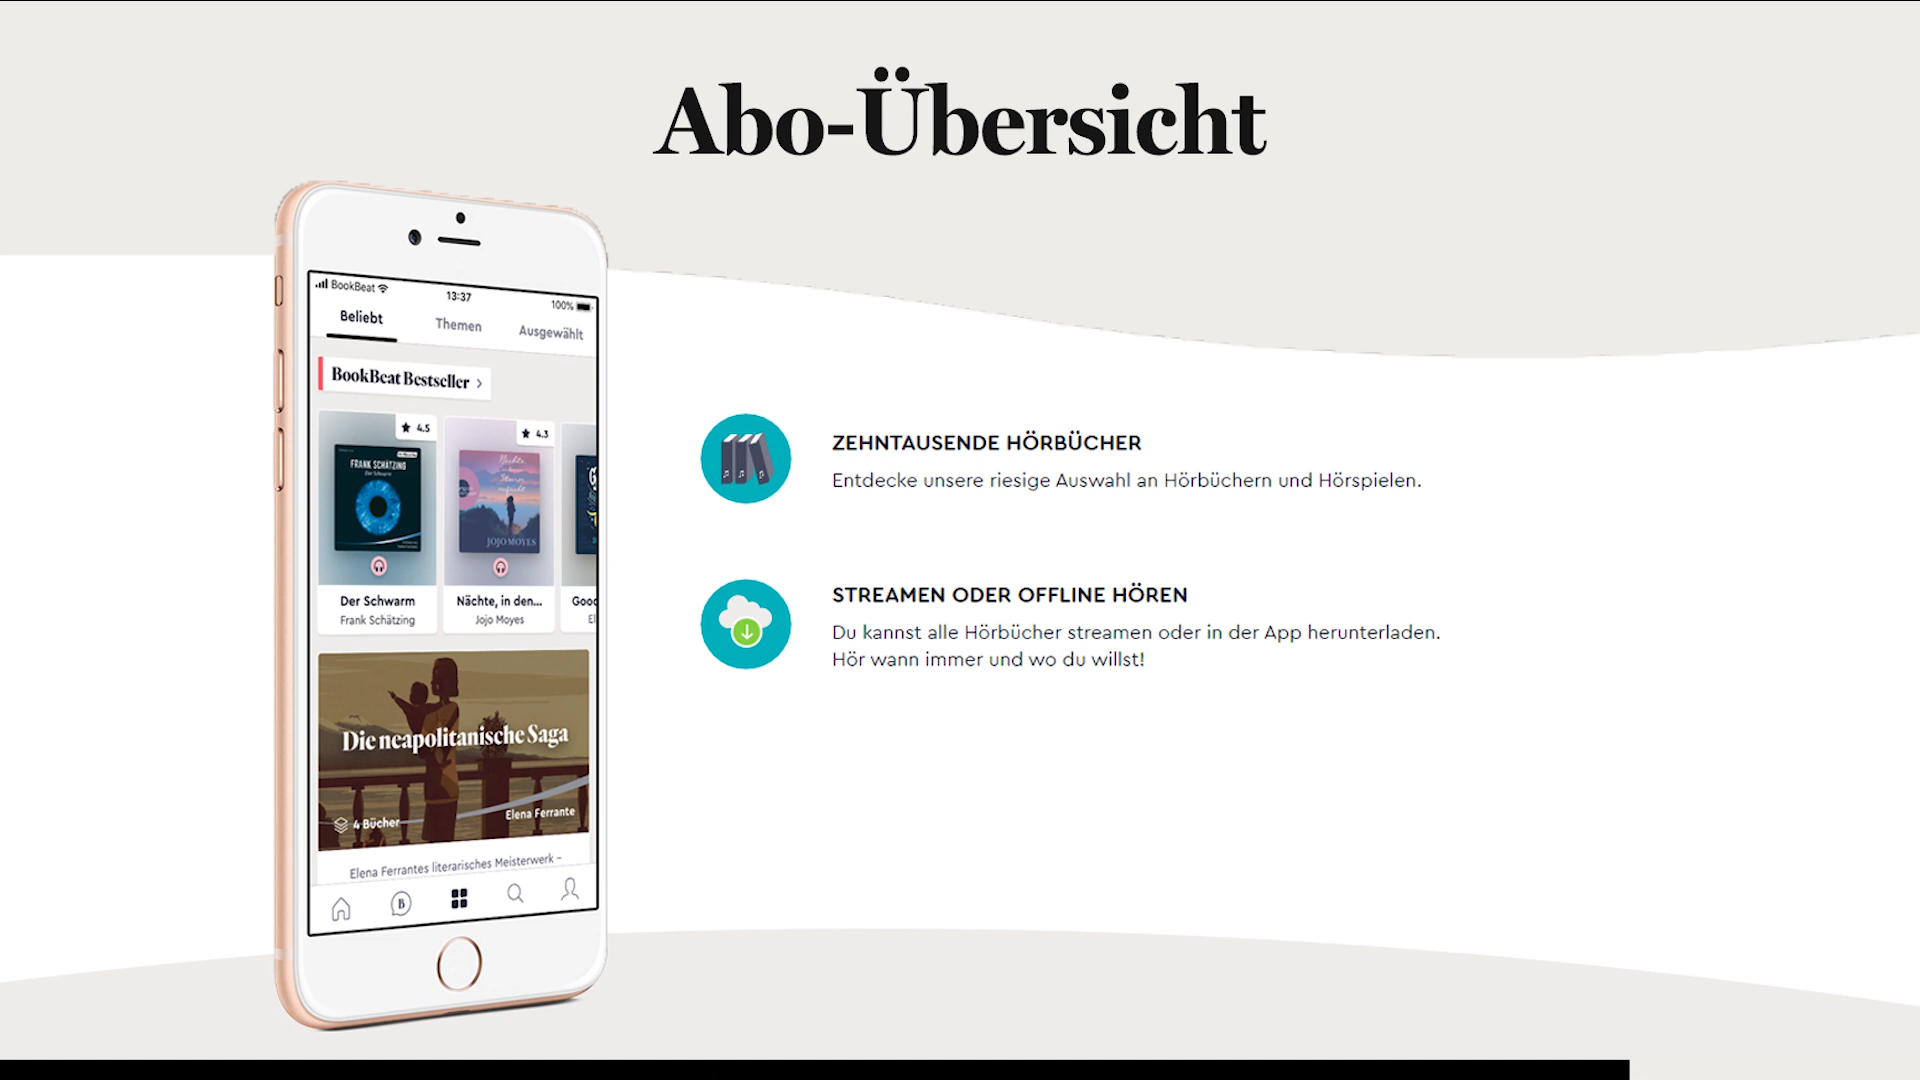 Abo-Übersicht
BookBeat
13:37
100%
Beliebt
Themen
Ausgewählt
BookBeat Bestseller
4.5
4.3
FRANK SCHÄTZING
Der Schwarm
JOJO MOYES
Der Schwarm
Frank Schätzing
Nächte, in den...
Jojo Moyes
Die neapolitanische Saga
4 Bücher
Elena Ferrante
Elena Ferrantes literarisches Meisterwerk –
ZEHNTAUSENDE HÖRBÜCHER
Entdecke unsere riesige Auswahl an Hörbüchern und Hörspielen.
STREAMEN ODER OFFLINE HÖREN
Du kannst alle Hörbücher streamen oder in der App herunterladen.
Hör wann immer und wo du willst!